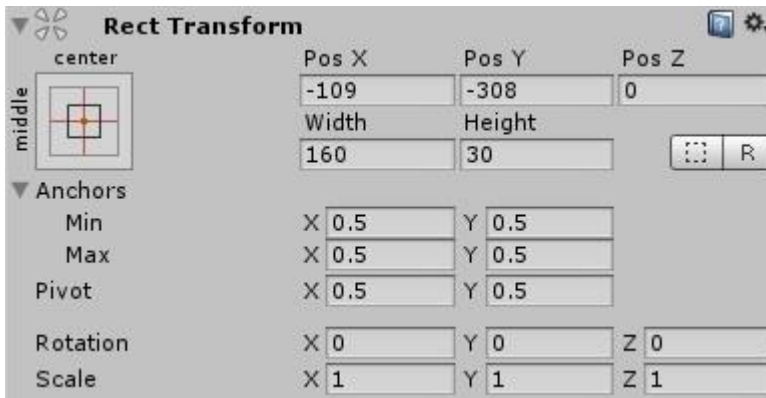 Rect Transform
center
middle
Pos X Pos Y Pos Z
-109 -308 0
Width Height
160 30 R
Anchors
Min X 0.5 Y 0.5
Max X 0.5 Y 0.5
Pivot X 0.5 Y 0.5
Rotation X 0 Y 0 Z 0
Scale X 1 Y 1 Z 1